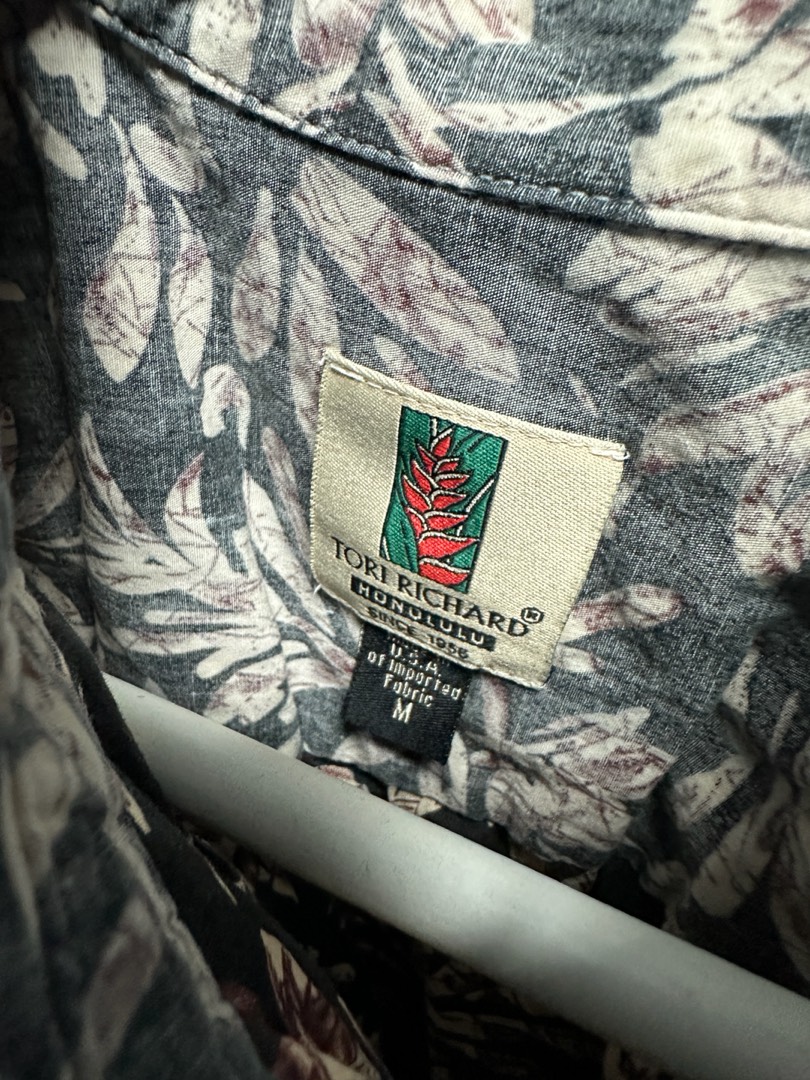 TORI RICHARD®
HONOLULU
SINCE 1956
U.S.A.
of Imported
Fabric
M